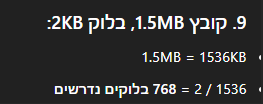 9. קובץ 1.5MB, בלוק 2KB:
• 1.5MB = 1536KB
• 1536 / 2 = 768 בלוקים נדרשים